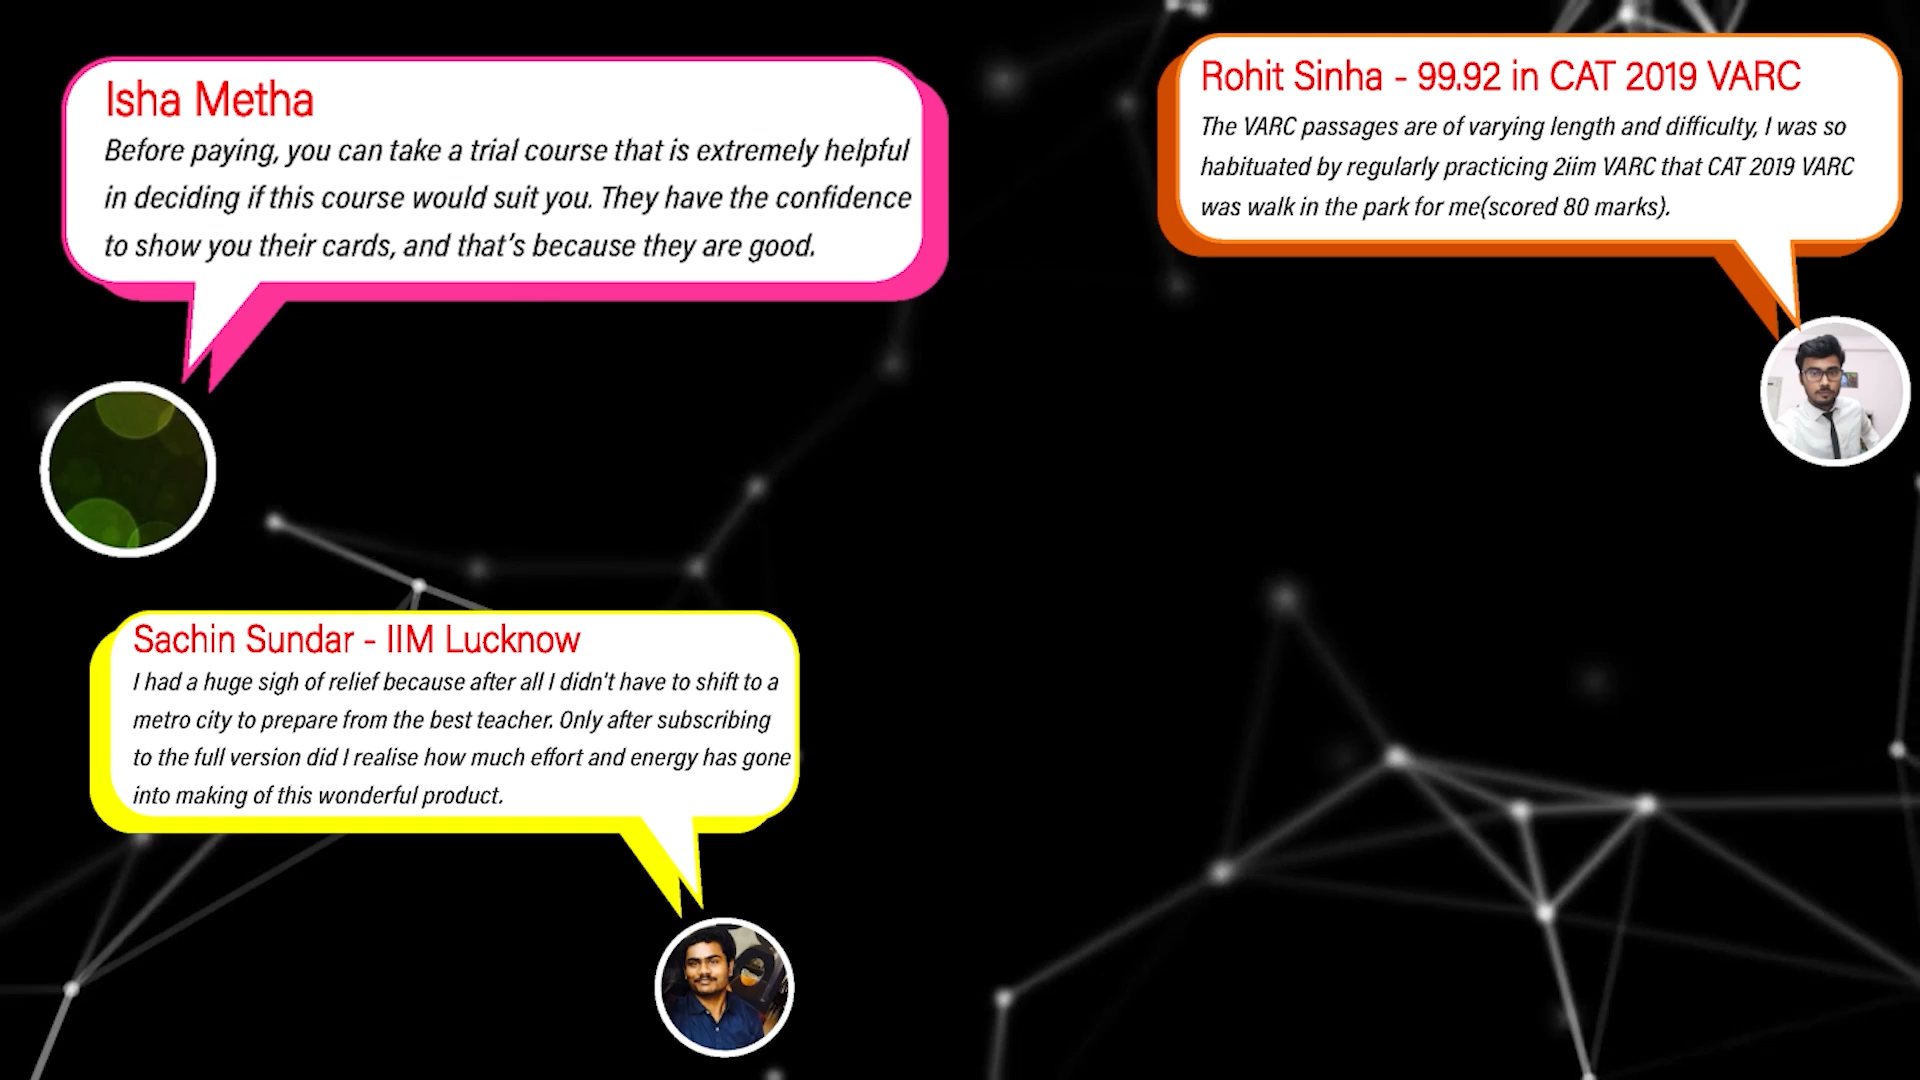 Isha Metha
Before paying, you can take a trial course that is extremely helpful
in deciding if this course would suit you. They have the confidence
to show you their cards, and that's because they are good.
Rohit Sinha - 99.92 in CAT 2019 VARC
The VARC passages are of varying length and difficulty, I was so
habituated by regularly practicing 2iim VARC that CAT 2019 VARC
was walk in the park for me(scored 80 marks).
Sachin Sundar - IIM Lucknow
I had a huge sigh of relief because after all I didn't have to shift to a
metro city to prepare from the best teacher. Only after subscribing
to the full version did I realise how much effort and energy has gone
into making of this wonderful product.